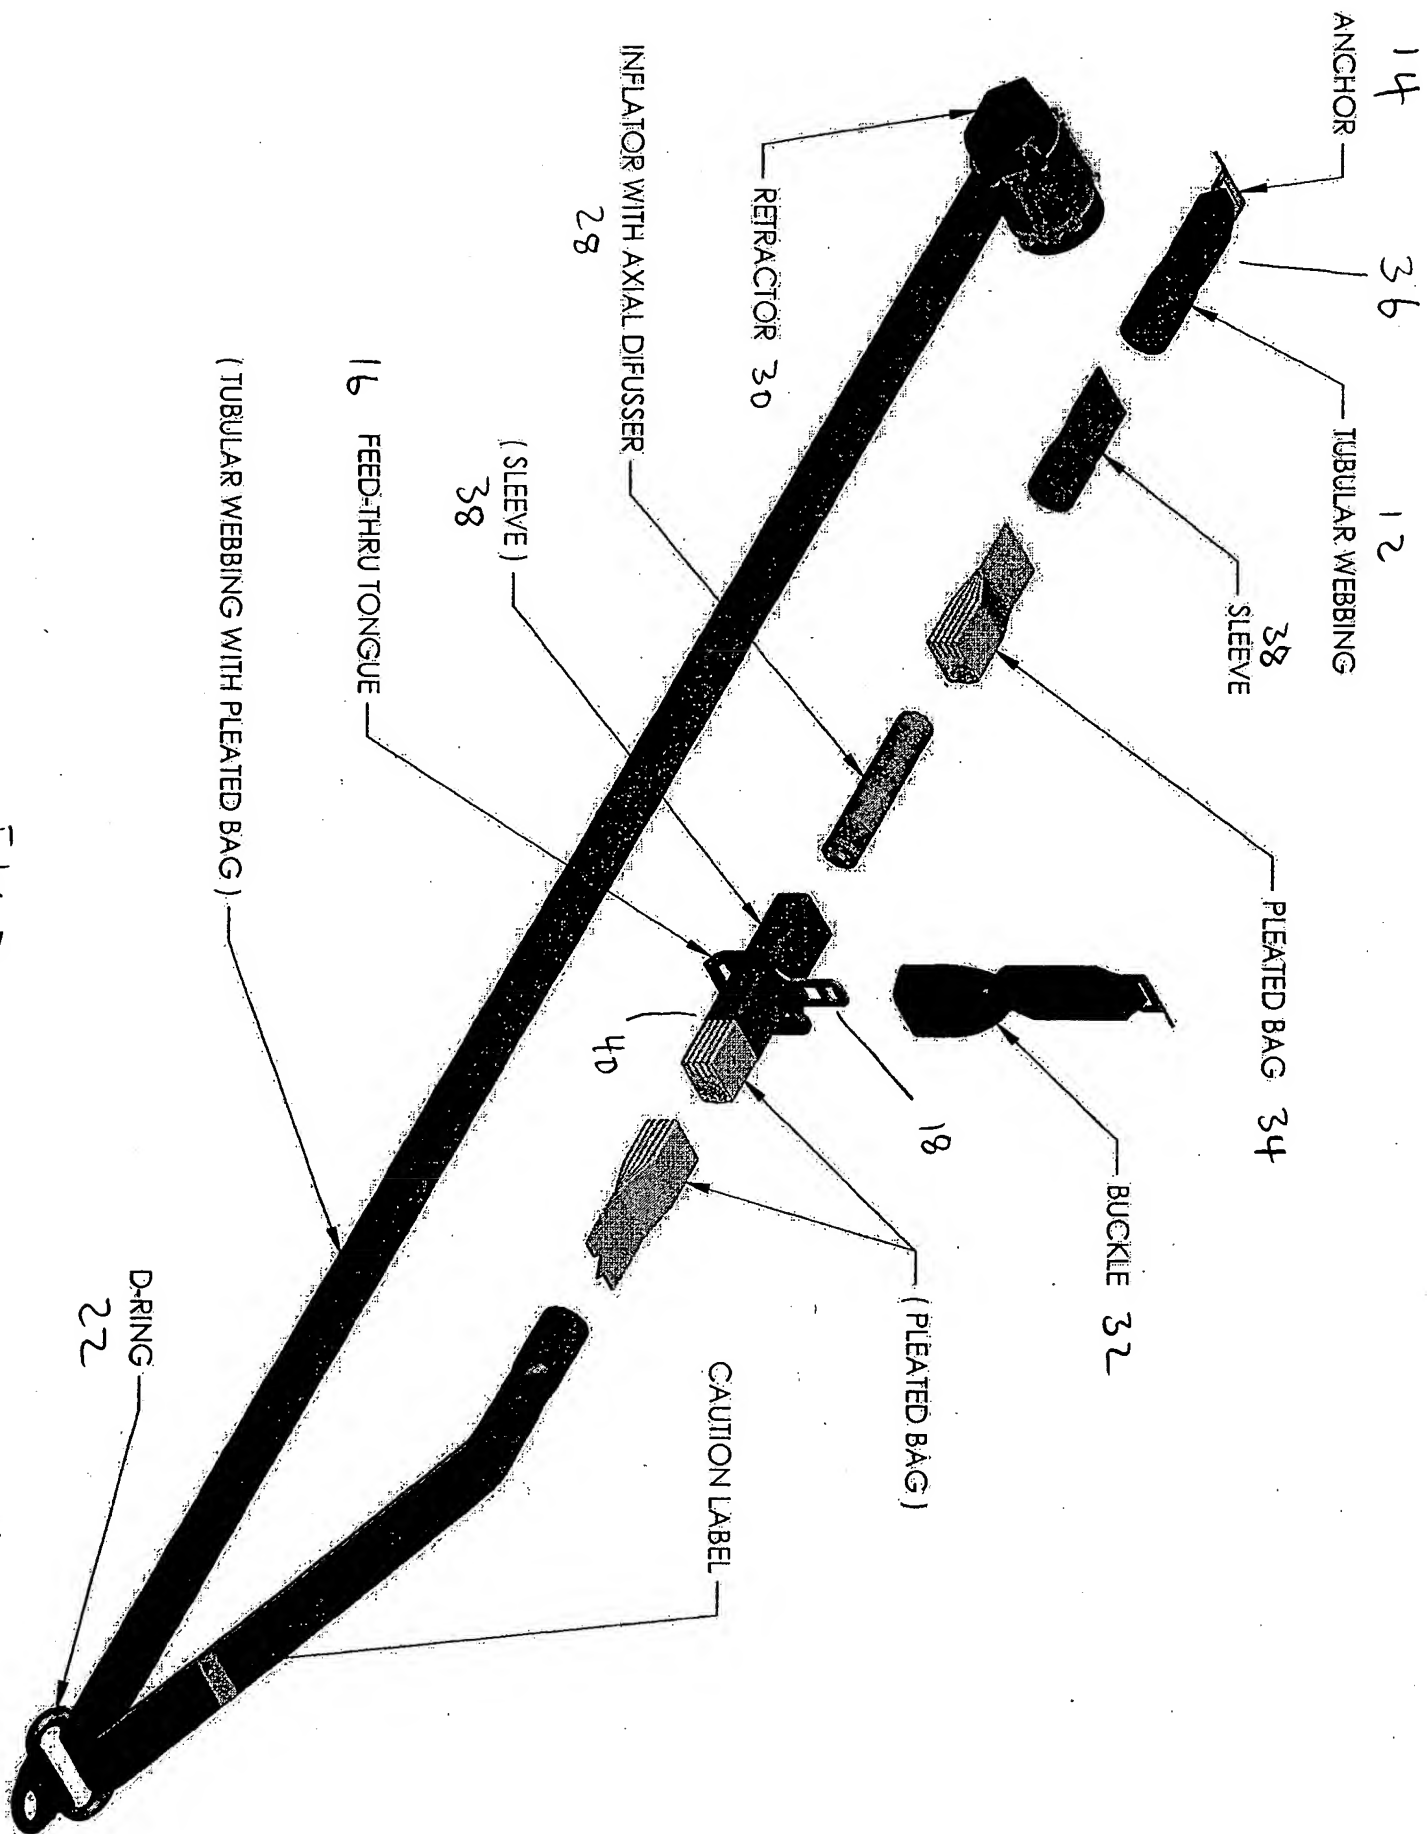 14
ANCHOR
36
12
TUBULAR WEBBING
38
SLEEVE
PLEATED BAG 34
BUCKLE 32
18
(PLEATED BAG)
CAUTION LABEL
RETRACTOR 30
INFLATOR WITH AXIAL DIFUSSER
28
(SLEEVE)
38
16 FEED-THRU TONGUE
40
(TUBULAR WEBBING WITH PLEATED BAG)
D-RING
22